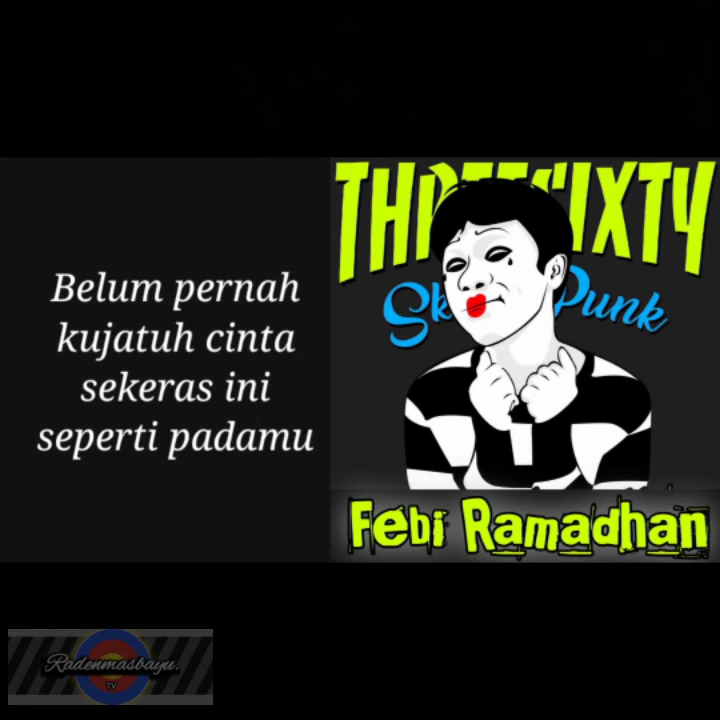 Belum pernah
kujatuh cinta
sekeras ini
seperti padamu
Punk
Febi Ramadhan
Radenmasbayu.
TV